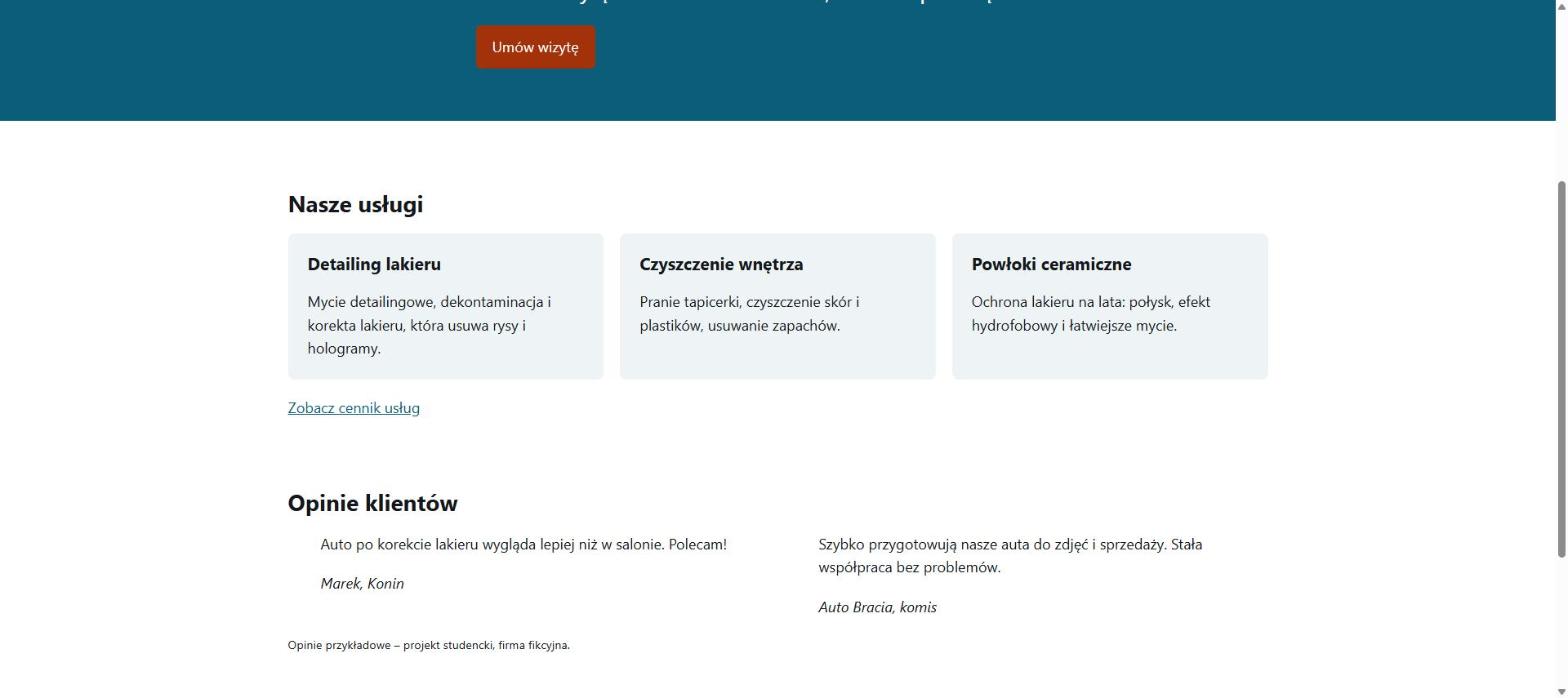 Umów wizytę
Nasze usługi
Detailing lakieru
Mycie detailingowe, dekontaminacja i
korekta lakieru, która usuwa rysy i
hologramy.
Czyszczenie wnętrza
Pranie tapicerki, czyszczenie skór i
plastików, usuwanie zapachów.
Powłoki ceramiczne
Ochrona lakieru na lata: połysk, efekt
hydrofobowy i łatwiejsze mycie.
Zobacz cennik usług
Opinie klientów
Auto po korekcie lakieru wygląda lepiej niż w salonie. Polecam!
Marek, Konin
Szybko przygotowują nasze auta do zdjęć i sprzedaży. Stała
współpraca bez problemów.
Auto Bracia, komis
Opinie przykładowe – projekt studencki, firma fikcyjna.